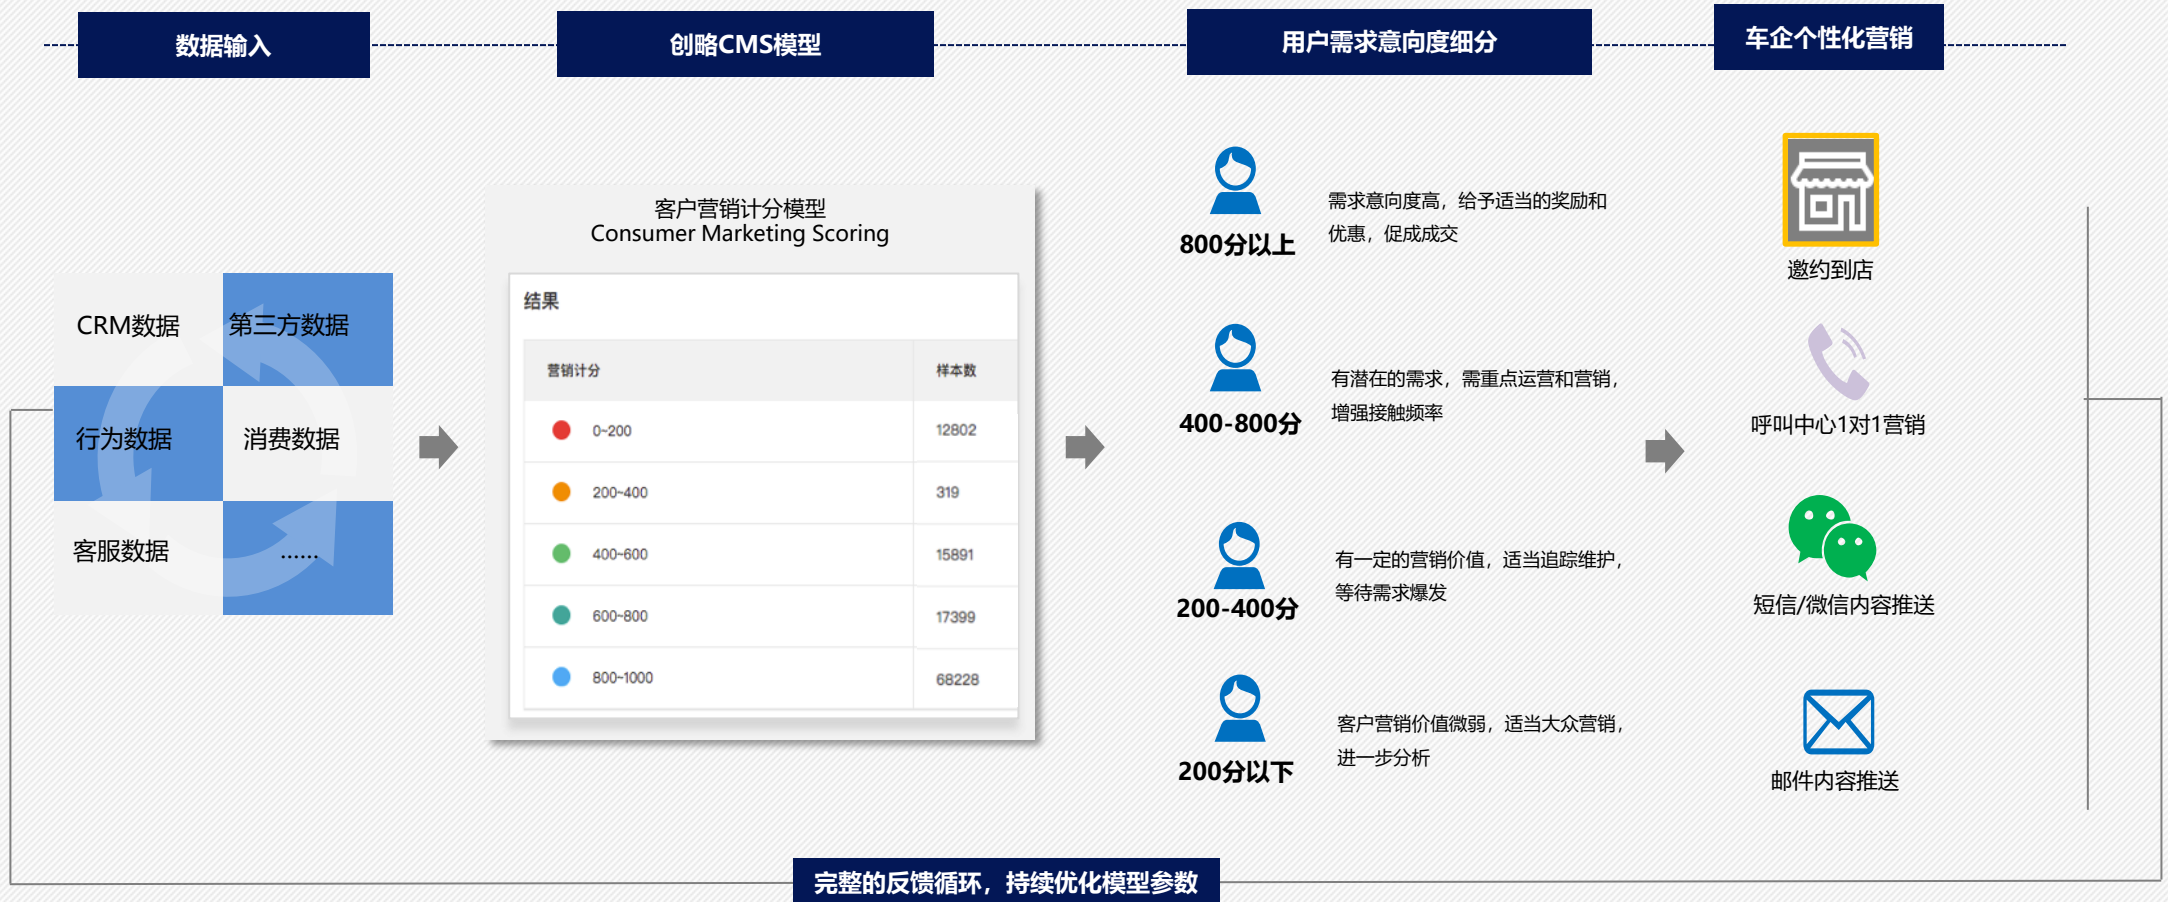 数据输入
创略CMS模型
用户需求意向度细分
车企个性化营销
CRM数据
第三方数据
行为数据
消费数据
客服数据
......
客户营销计分模型
Consumer Marketing Scoring
结果
营销计分 样本数
0~200 12802
200~400 319
400~600 15891
600~800 17399
800~1000 68228
800分以上
需求意向度高，给予适当的奖励和
优惠，促成成交
400-800分
有潜在的需求，需重点运营和营销，
增强接触频率
200-400分
有一定的营销价值，适当追踪维护，
等待需求爆发
200分以下
客户营销价值微弱，适当大众营销，
进一步分析
邀约到店
呼叫中心1对1营销
短信/微信内容推送
邮件内容推送
完整的反馈循环，持续优化模型参数